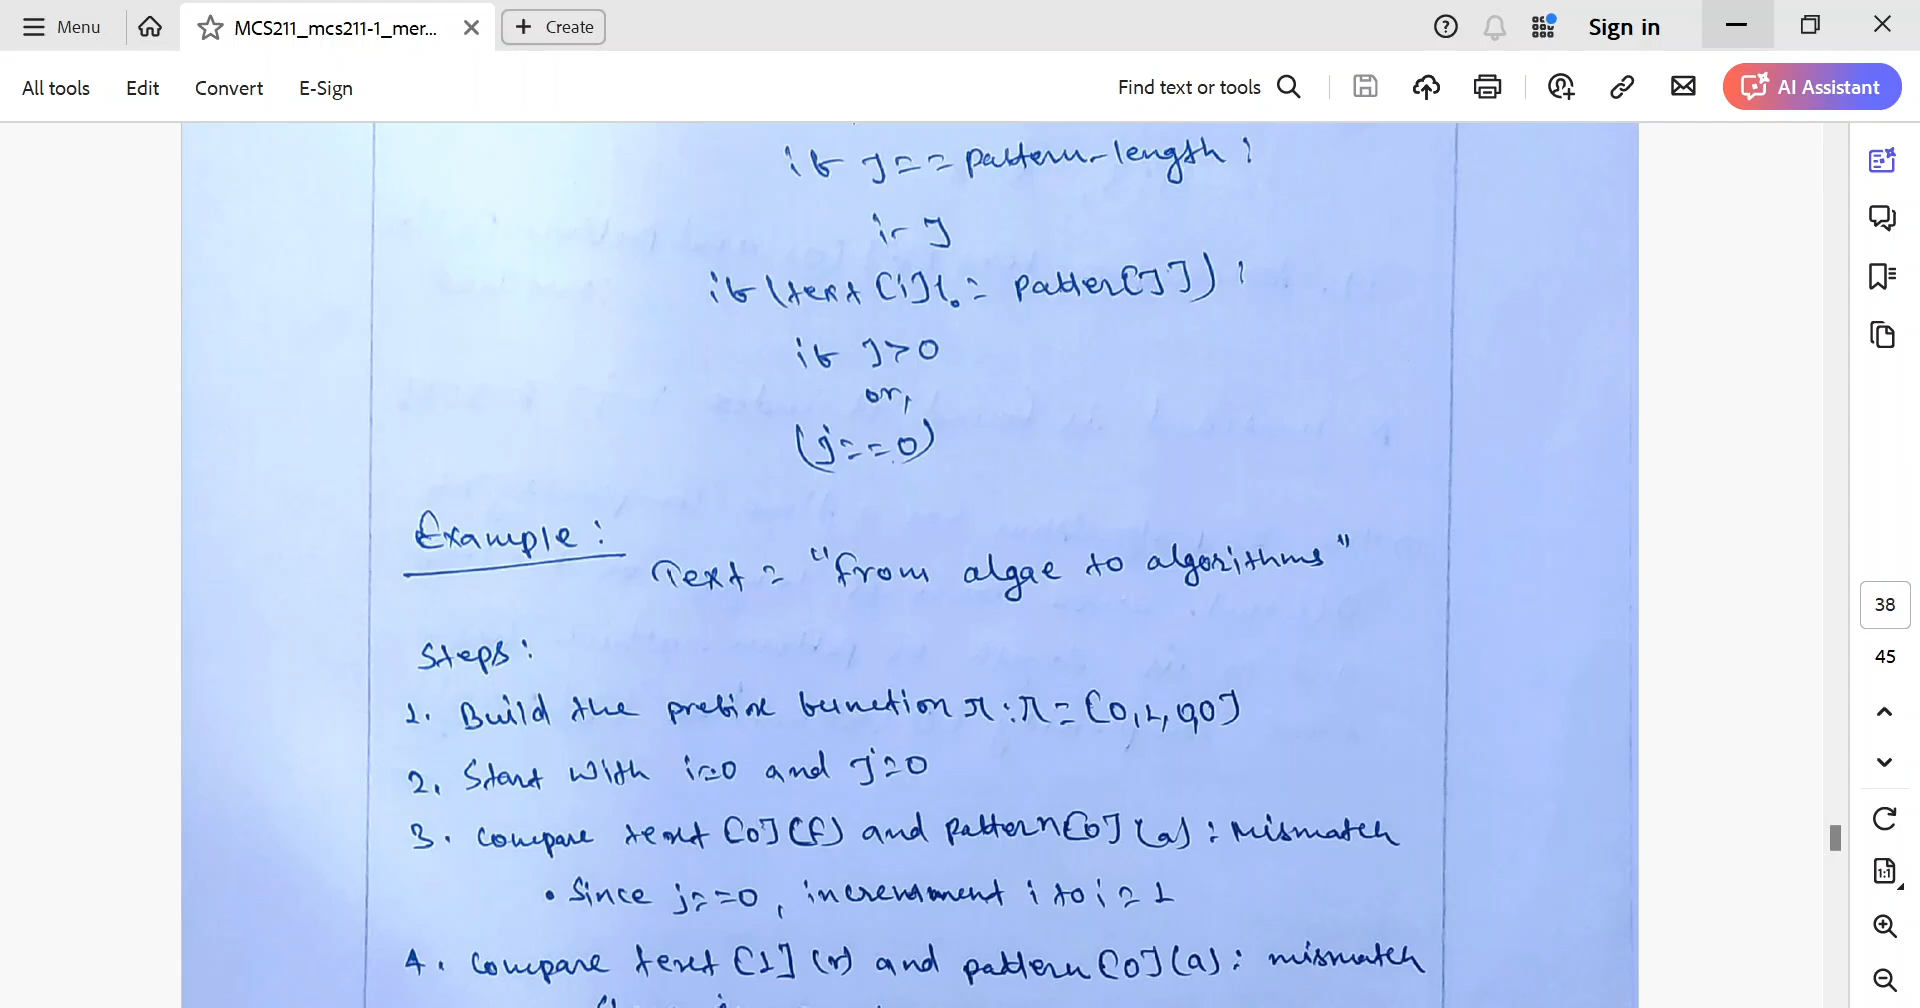 Menu
MCS211_mcs211-1_mer...
Create
Sign in
All tools
Edit
Convert
E-Sign
Find text or tools
AI Assistant
if j == pattern-length :
i-j
if (text [i] != patter[j]) :
if j>0
or,
(j==0)
Example :
Text = "from algae to algorithms"
Steps :
1. Build the prefix function π : π = [0,1,0,0]
2. Start with i=0 and j=0
3. compare text [0] (f) and pattern[0] (a) : Mismatch
• Since j==0, increnment i to i = 1
4. compare text [1] (r) and pattern [0] (a) : mismatch
38
45